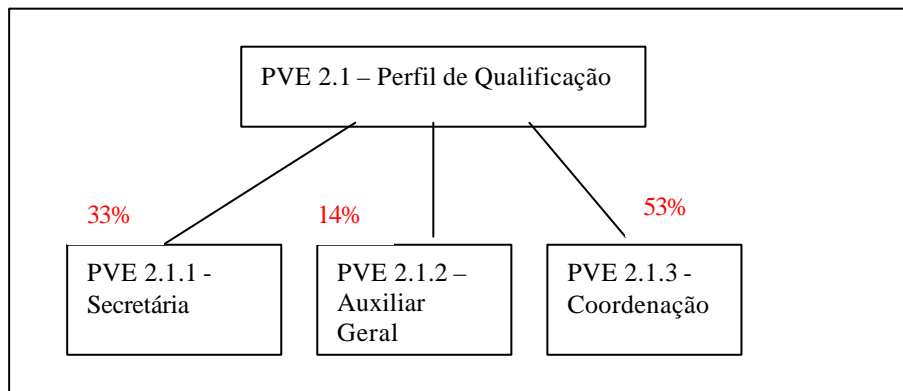 PVE 2.1 – Perfil de Qualificação
33%
14%
53%
PVE 2.1.1 -
Secretária
PVE 2.1.2 –
Auxiliar
Geral
PVE 2.1.3 -
Coordenação